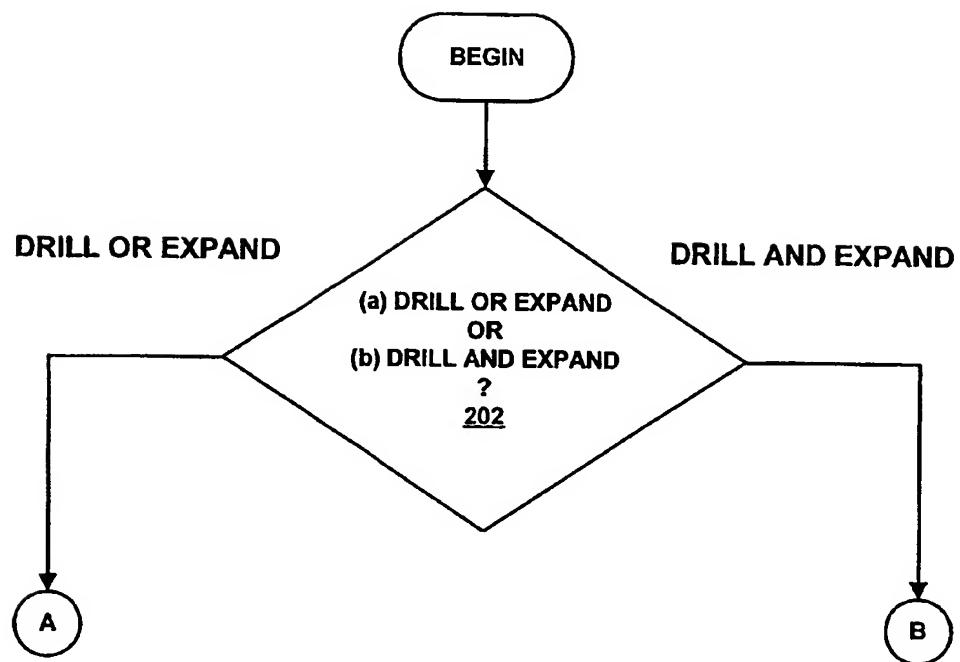 BEGIN
DRILL OR EXPAND
DRILL AND EXPAND
(a) DRILL OR EXPAND
OR
(b) DRILL AND EXPAND
?
202
A
B